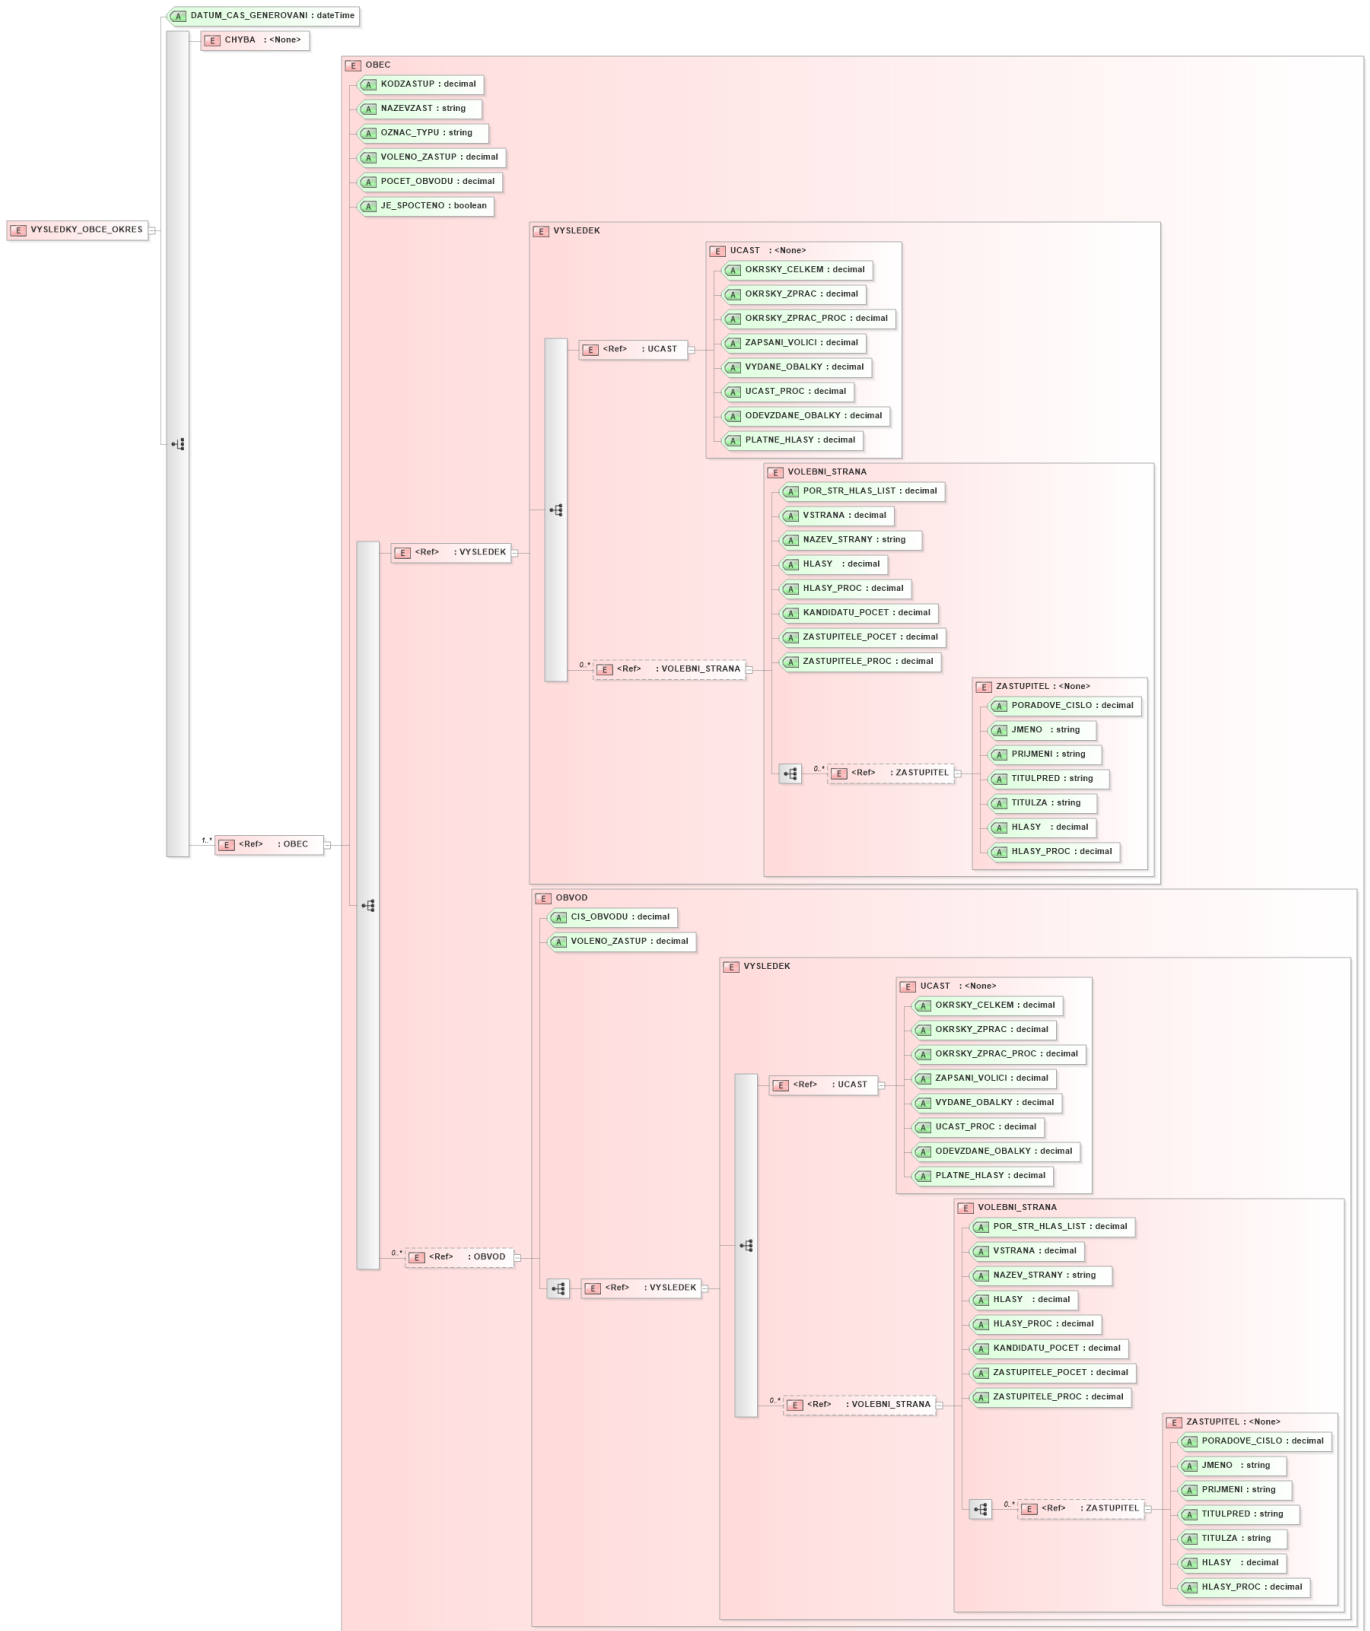 A DATUM_CAS_GENEROVANI : dateTime
E CHYBA : <None>
E OBEC
A KODZASTUP : decimal
A NAZEVZAST : string
A OZNAC_TYPU : string
A VOLENO_ZASTUP : decimal
A POCET_OBVODU : decimal
A JE_SPOCTENO : boolean
E VYSLEDKY_OBCE_OKRES
E VYSLEDEK
E UCAST : <None>
A OKRSKY_CELKEM : decimal
A OKRSKY_ZPRAC : decimal
A OKRSKY_ZPRAC_PROC : decimal
A ZAPSANI_VOLICI : decimal
E <Ref> : UCAST
A VYDANE_OBALKY : decimal
A UCAST_PROC : decimal
A ODEVZDANE_OBALKY : decimal
A PLATNE_HLASY : decimal
E VOLEBNI_STRANA
A POR_STR_HLAS_LIST : decimal
A VSTRANA : decimal
A NAZEV_STRANY : string
E <Ref> : VYSLEDEK
A HLASY : decimal
A HLASY_PROC : decimal
A KANDIDATU_POCET : decimal
A ZASTUPITELE_POCET : decimal
A ZASTUPITELE_PROC : decimal
0..* E <Ref> : VOLEBNI_STRANA
E ZASTUPITEL : <None>
A PORADOVE_CISLO : decimal
A JMENO : string
A PRIJMENI : string
0..* E <Ref> : ZASTUPITEL
A TITULPRED : string
A TITULZA : string
A HLASY : decimal
1..* E <Ref> : OBEC
A HLASY_PROC : decimal
E OBVOD
A CIS_OBVODU : decimal
A VOLENO_ZASTUP : decimal
E VYSLEDEK
E UCAST : <None>
A OKRSKY_CELKEM : decimal
A OKRSKY_ZPRAC : decimal
A OKRSKY_ZPRAC_PROC : decimal
A ZAPSANI_VOLICI : decimal
E <Ref> : UCAST
A VYDANE_OBALKY : decimal
A UCAST_PROC : decimal
A ODEVZDANE_OBALKY : decimal
A PLATNE_HLASY : decimal
E VOLEBNI_STRANA
A POR_STR_HLAS_LIST : decimal
A VSTRANA : decimal
0..* E <Ref> : OBVOD
A NAZEV_STRANY : string
E <Ref> : VYSLEDEK
A HLASY : decimal
A HLASY_PROC : decimal
A KANDIDATU_POCET : decimal
A ZASTUPITELE_POCET : decimal
A ZASTUPITELE_PROC : decimal
0..* E <Ref> : VOLEBNI_STRANA
E ZASTUPITEL : <None>
A PORADOVE_CISLO : decimal
A JMENO : string
A PRIJMENI : string
0..* E <Ref> : ZASTUPITEL
A TITULPRED : string
A TITULZA : string
A HLASY : decimal
A HLASY_PROC : decimal